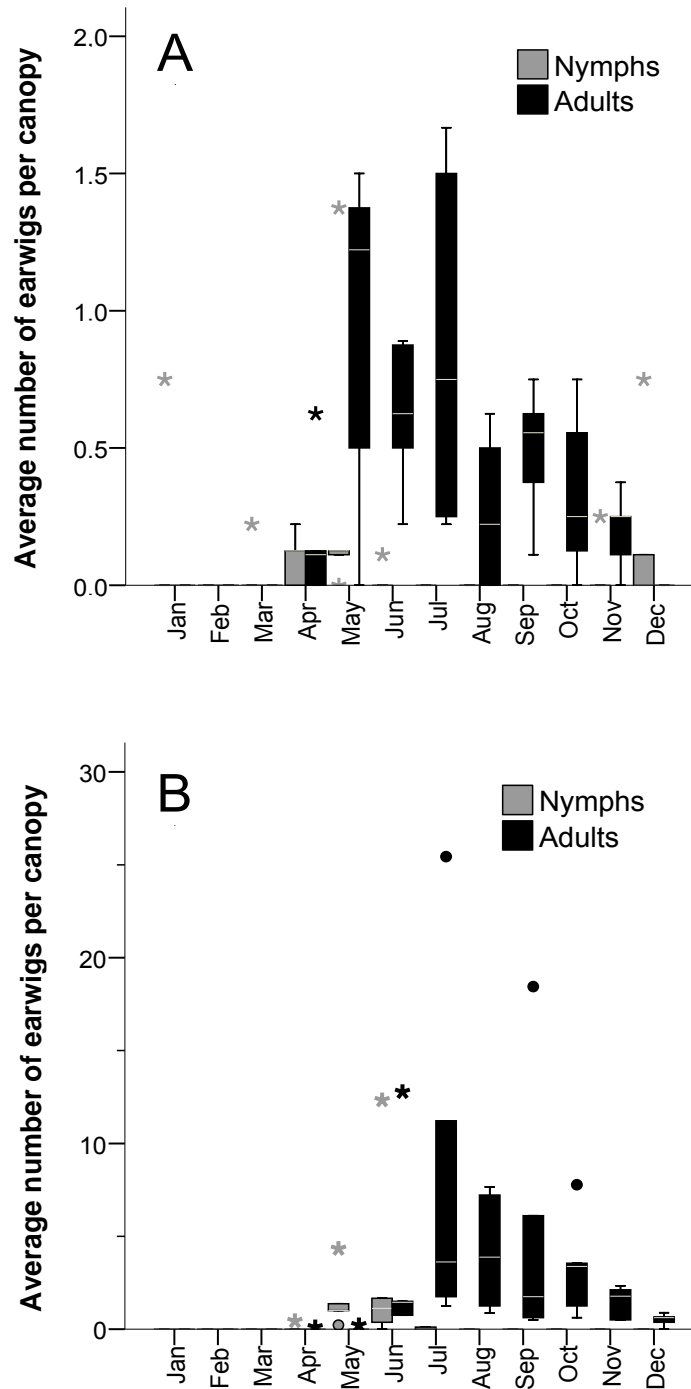 A
Nymphs
Adults
Average number of earwigs per canopy
2.0
1.5
1.0
0.5
0.0
Jan Feb Mar Apr May Jun Jul Aug Sep Oct Nov Dec
B
Nymphs
Adults
Average number of earwigs per canopy
30
20
10
0
Jan Feb Mar Apr May Jun Jul Aug Sep Oct Nov Dec